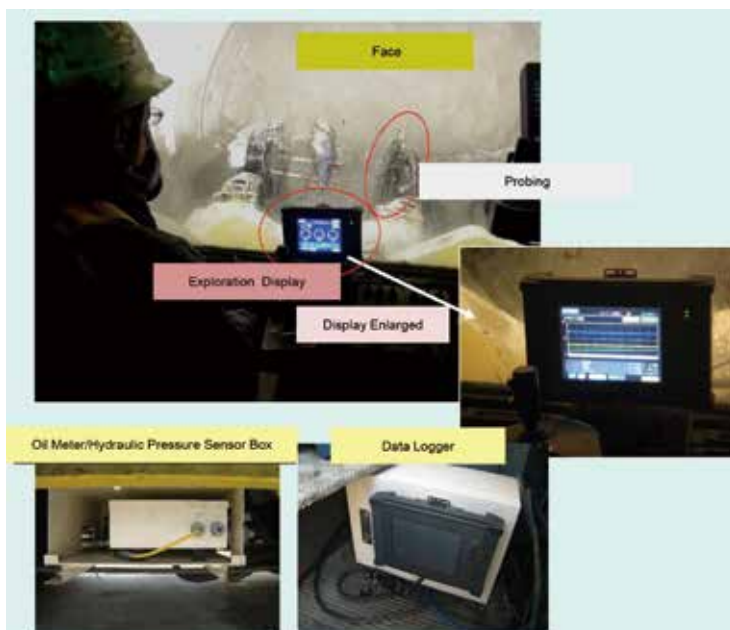 Face
Probing
Exploration Display
Display Enlarged
Oil Meter/Hydraulic Pressure Sensor Box
Data Logger